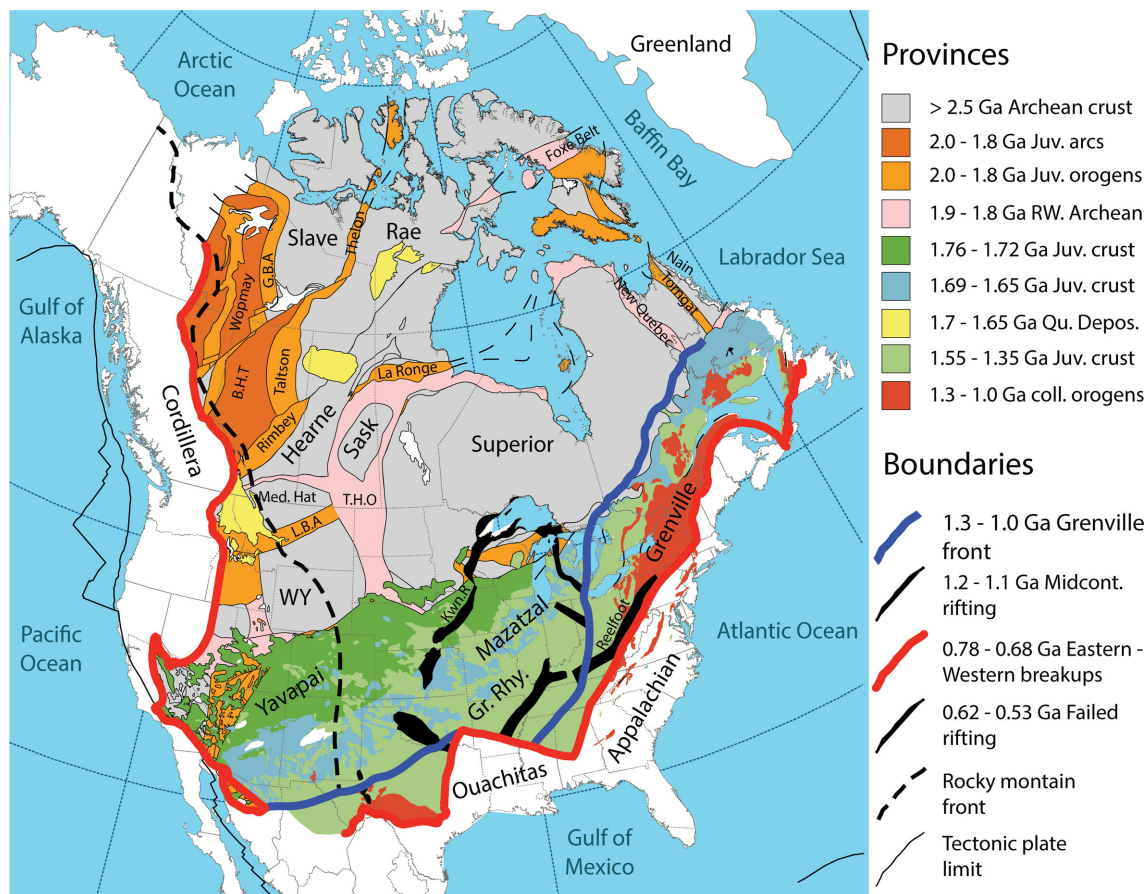 Greenland
Arctic
Ocean
Baffin Bay
Foxe Belt
Slave
Rae
Thelon
G.B.A
Wopmay
Nain
Torngat
New Quebec
Labrador Sea
Gulf of
Alaska
B.H.T
Taltson
La Ronge
Rimbey
Hearne
Sask
Superior
Cordillera
Med. Hat
T.H.O
L.B.A
WY
Grenville
Kwn.R
Mazatzal
Reelfoot
Pacific
Ocean
Atlantic Ocean
Yavapai
Gr. Rhy.
Appalachian
Ouachitas
Gulf of
Mexico
Provinces
> 2.5 Ga Archean crust
2.0 - 1.8 Ga Juv. arcs
2.0 - 1.8 Ga Juv. orogens
1.9 - 1.8 Ga RW. Archean
1.76 - 1.72 Ga Juv. crust
1.69 - 1.65 Ga Juv. crust
1.7 - 1.65 Ga Qu. Depos.
1.55 - 1.35 Ga Juv. crust
1.3 - 1.0 Ga coll. orogens
Boundaries
1.3 - 1.0 Ga Grenville
front
1.2 - 1.1 Ga Midcont.
rifting
0.78 - 0.68 Ga Eastern -
Western breakups
0.62 - 0.53 Ga Failed
rifting
Rocky montain
front
Tectonic plate
limit